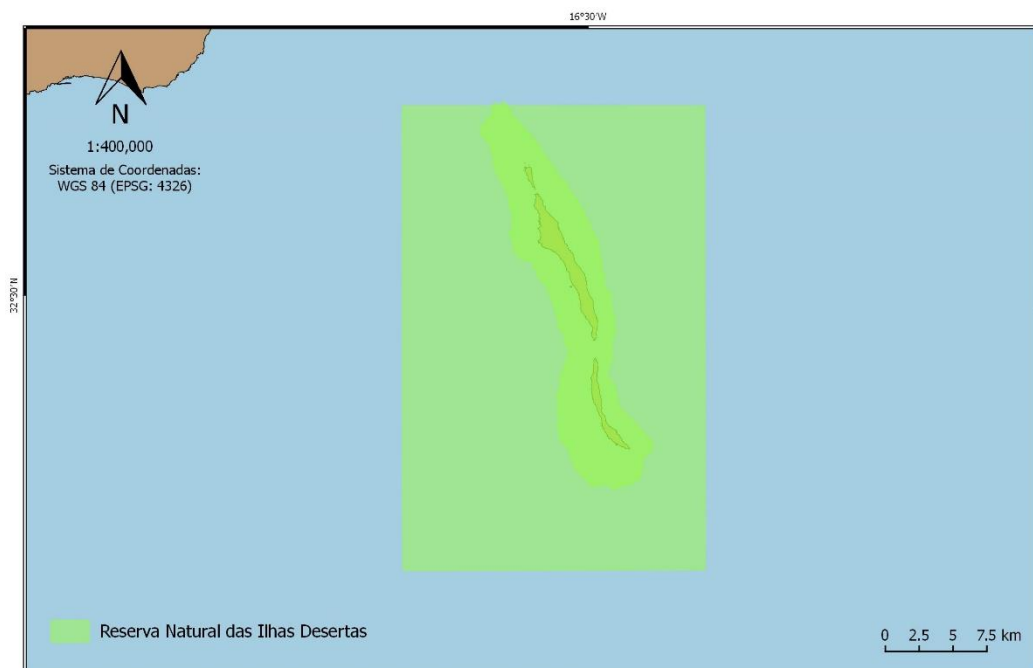 16°30'W
32°30'N
N
1:400,000
Sistema de Coordenadas:
WGS 84 (EPSG: 4326)
Reserva Natural das Ilhas Desertas
0 2.5 5 7.5 km